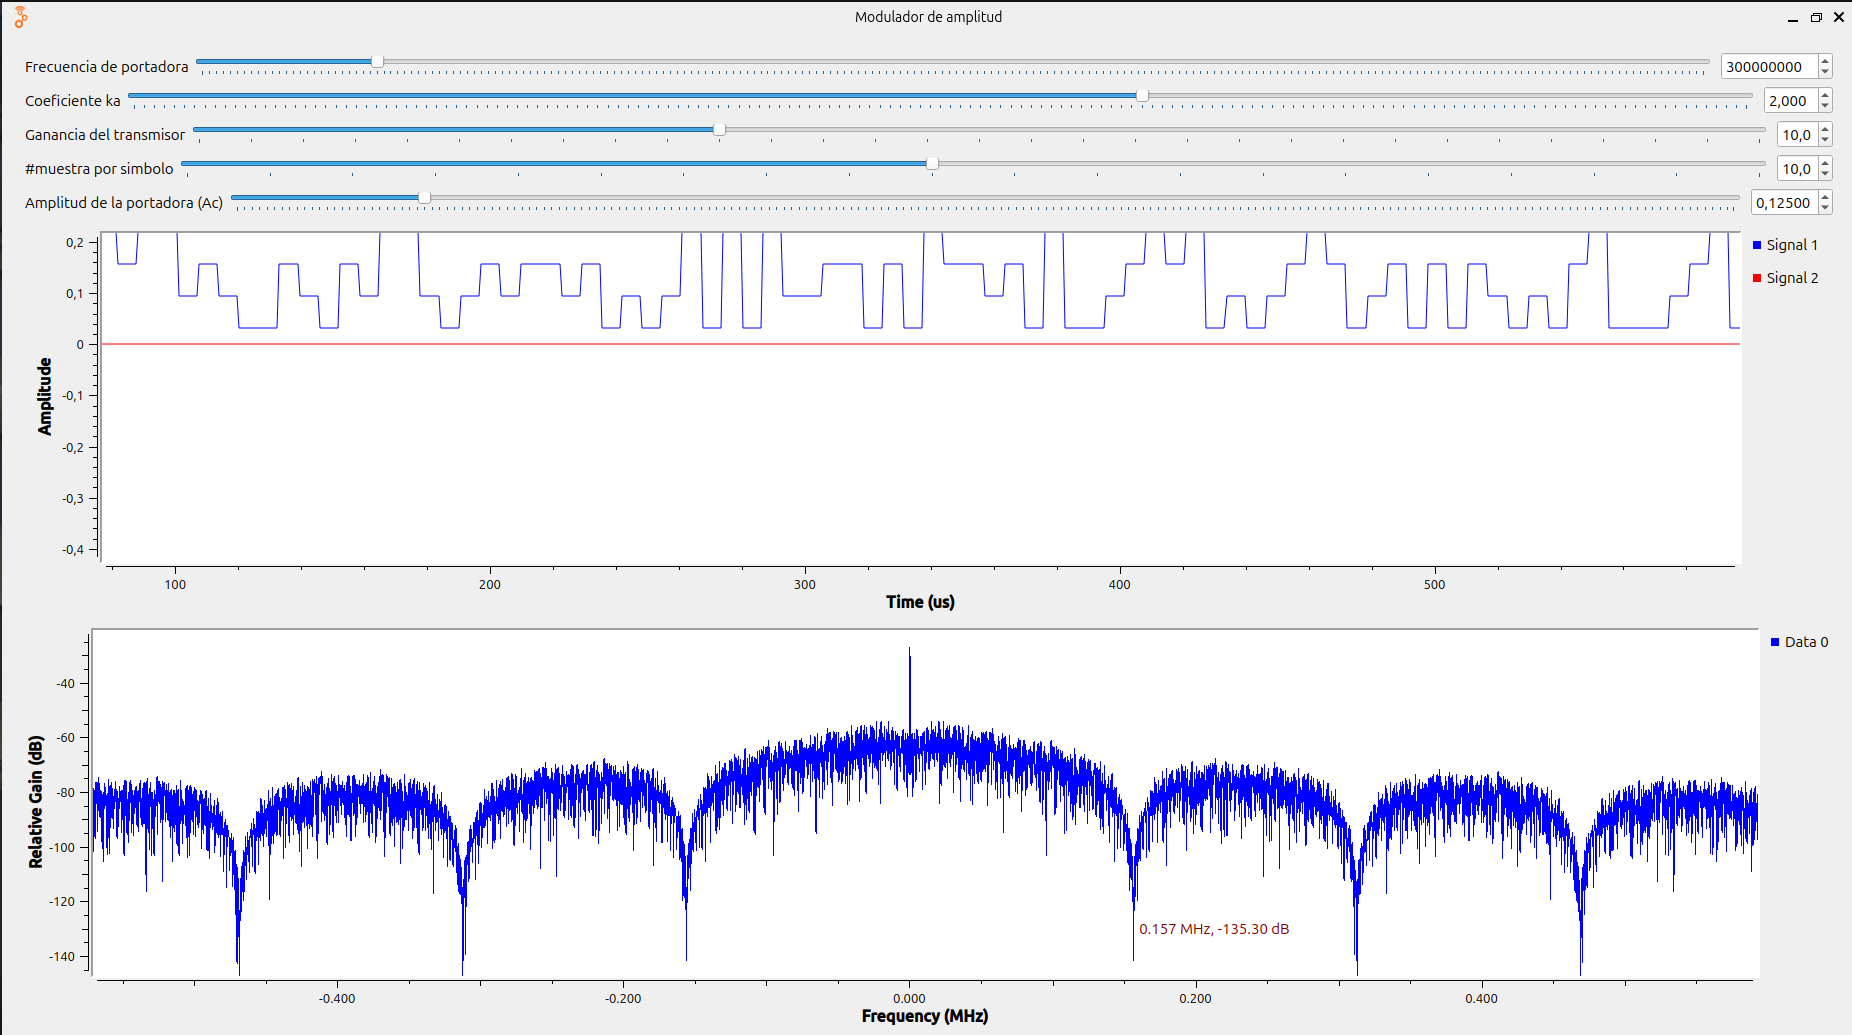 Modulador de amplitud
Frecuencia de portadora 300000000
Coeficiente ka 2,000
Ganancia del transmisor 10,0
#muestra por simbolo 10,0
Amplitud de la portadora (Ac) 0,12500
Amplitude
0,2
0,1
0
-0,1
-0,2
-0,3
-0,4
Signal 1
Signal 2
100 200 300 400 500
Time (us)
Relative Gain (dB)
-40
-60
-80
-100
-120
-140
Data 0
0.157 MHz, -135.30 dB
-0.400 -0.200 0.000 0.200 0.400
Frequency (MHz)